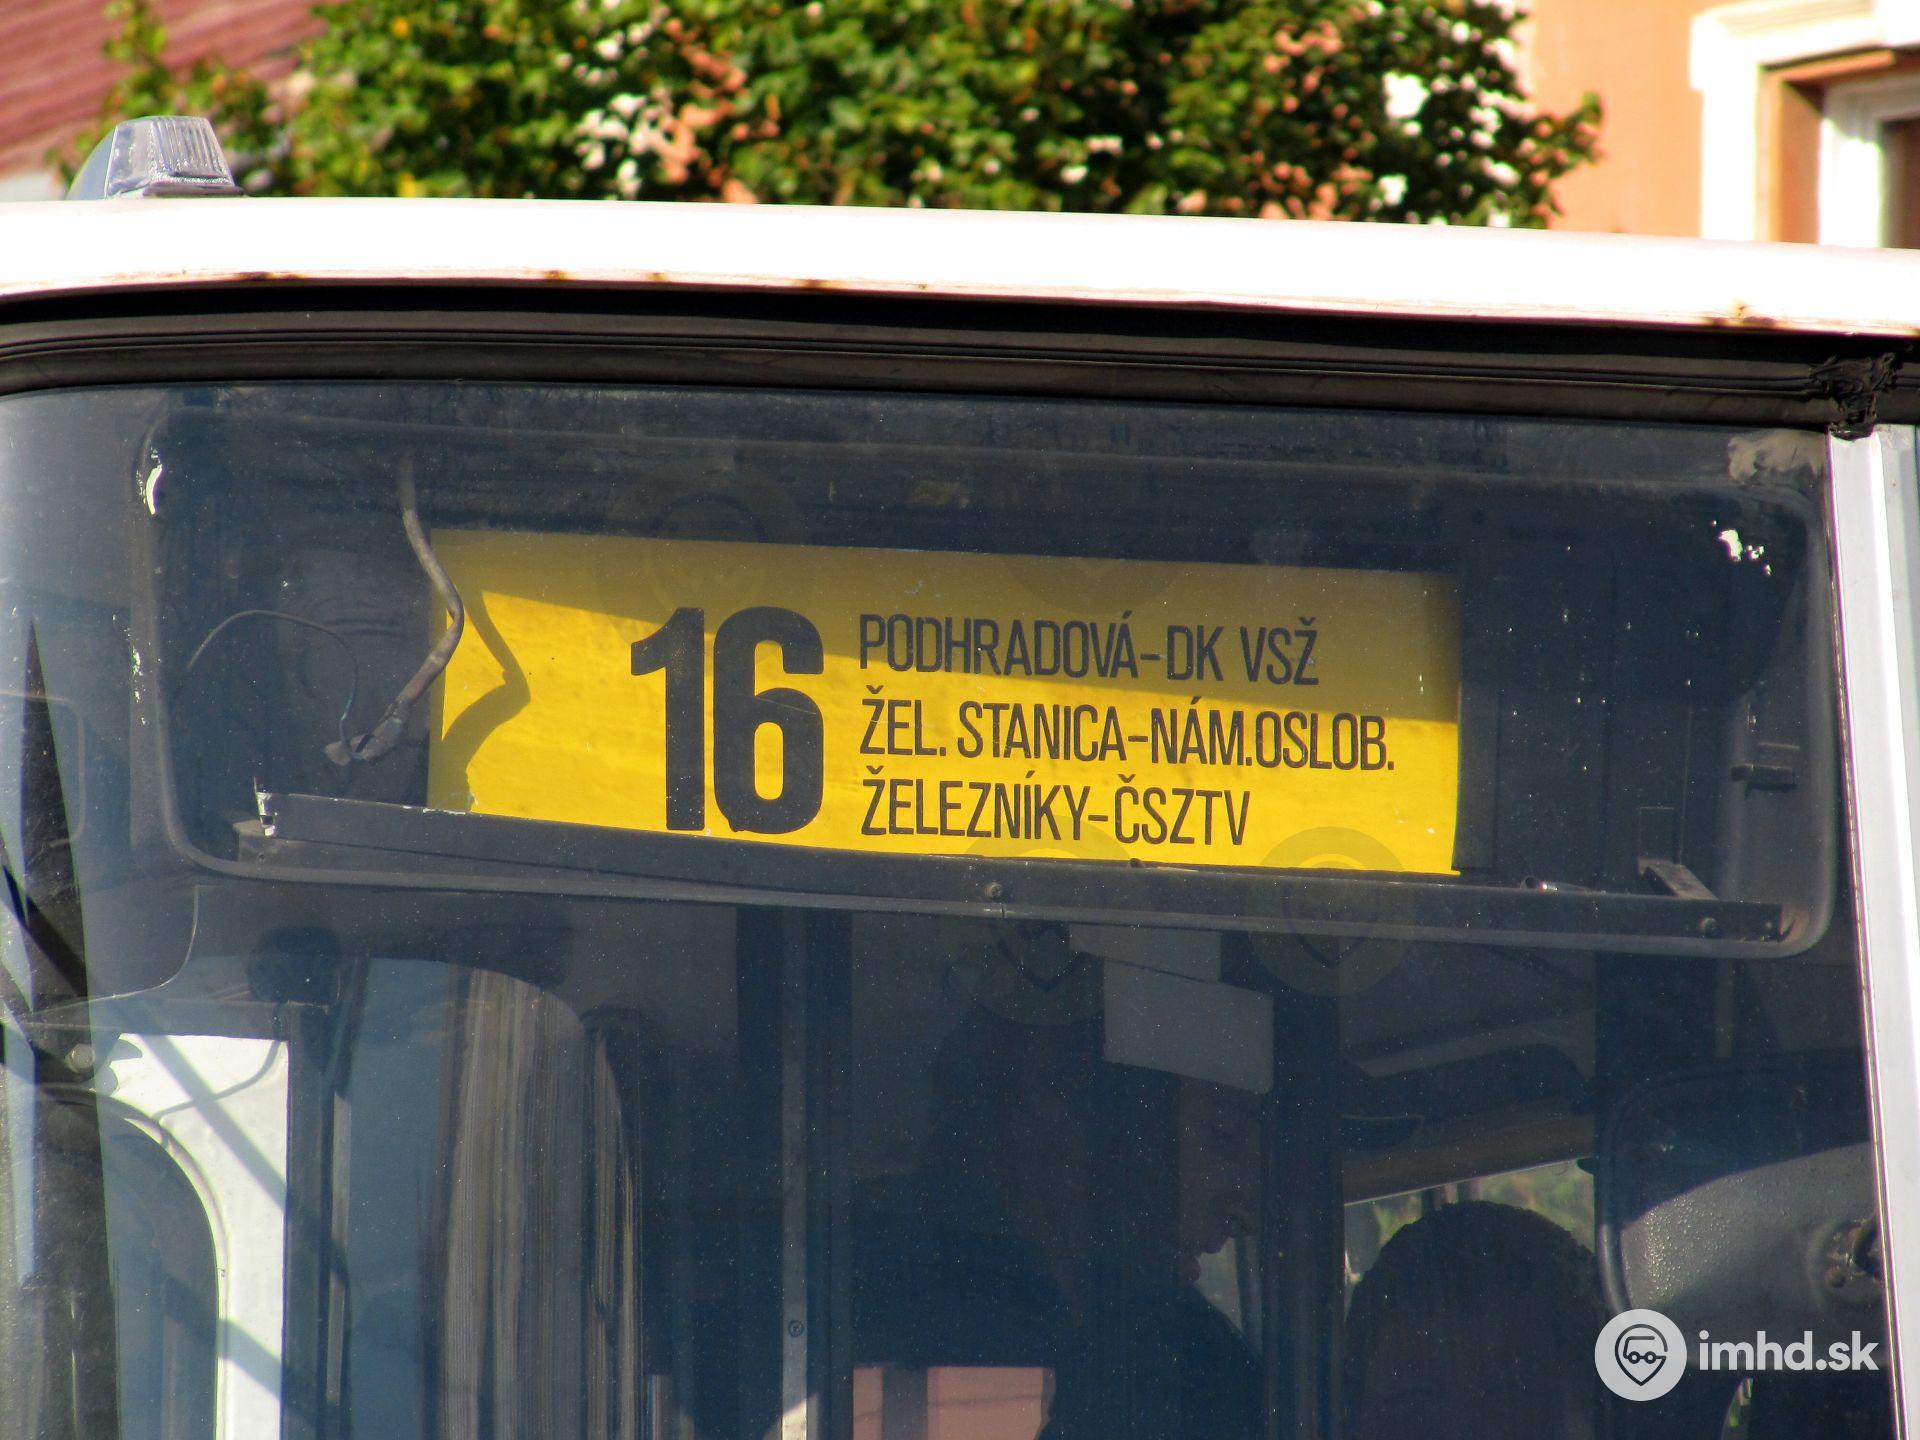 16
PODHRADOVÁ-DK VSŽ
ŽEL. STANICA-NÁM.OSLOB.
ŽELEZNÍKY-ČSZTV
imhd.sk